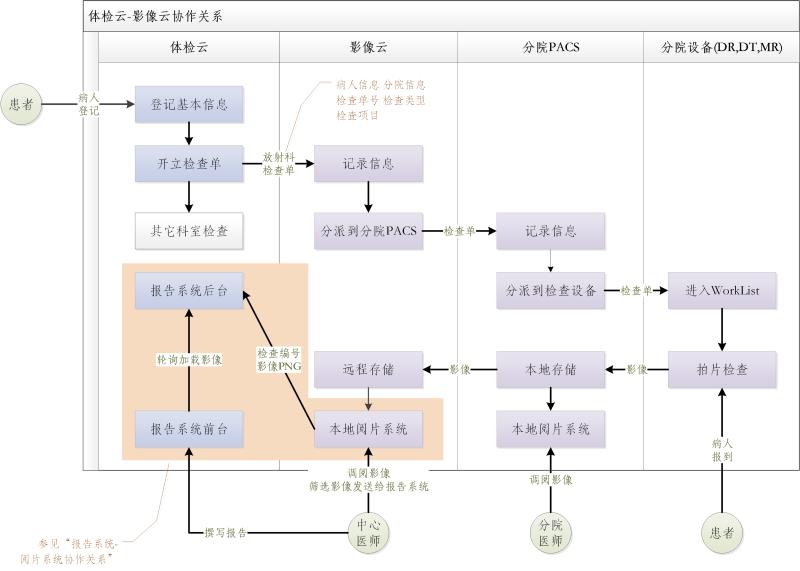 体检云-影像云协作关系
体检云
影像云
分院PACS
分院设备(DR,DT,MR)
患者
病人
登记
登记基本信息
病人信息 分院信息
检查单号 检查类型
检查项目
开立检查单
放射科
检查单
记录信息
其它科室检查
分派到分院PACS
检查单
记录信息
报告系统后台
分派到检查设备
检查单
进入WorkList
轮询加载影像
检查编号
影像PNG
远程存储
影像
本地存储
影像
拍片检查
报告系统前台
本地阅片系统
本地阅片系统
病人
报到
调阅影像
筛选影像发送给报告系统
调阅影像
撰写报告
中心
医师
分院
医师
患者
参见“报告系统-
阅片系统协作关系”